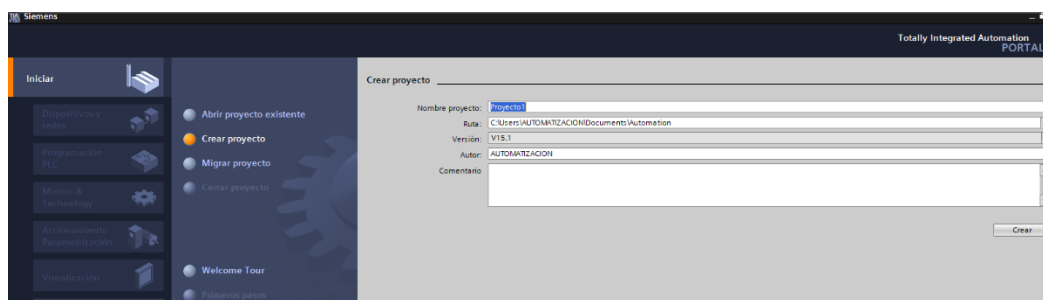 Siemens
Totally Integrated Automation
PORTAL
Iniciar
Dispositivos y
redes
Programación
PLC
Motion &
Technology
Accionamiento
Parametrización
Visualización
Abrir proyecto existente
Crear proyecto
Migrar proyecto
Cerrar proyecto
Welcome Tour
Primeros pasos
Crear proyecto
Nombre proyecto: Proyecto1
Ruta: C:\Users\AUTOMATIZACION\Documents\Automation
Versión: V15.1
Autor: AUTOMATIZACION
Comentario
Crear